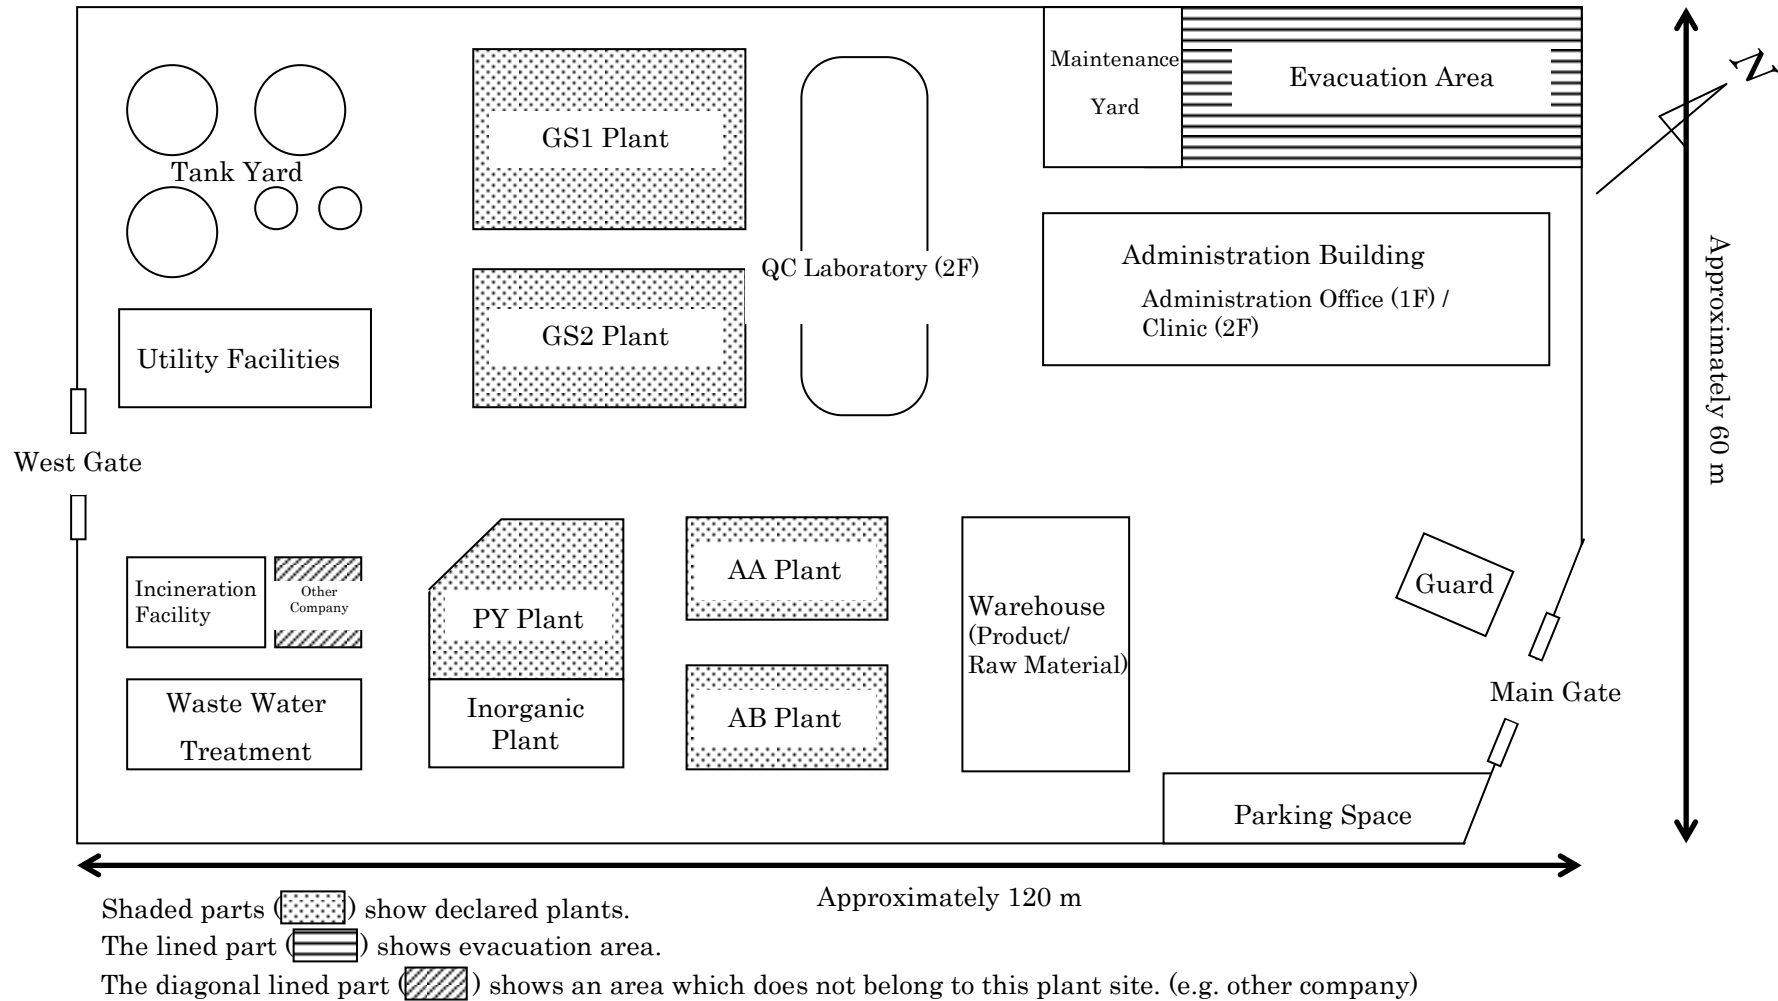 Maintenance
Yard
Evacuation Area
N
GS1 Plant
Tank Yard
QC Laboratory (2F)
Administration Building
Administration Office (1F) /
Clinic (2F)
GS2 Plant
Utility Facilities
Approximately 60 m
West Gate
Incineration
Facility
Other
Company
PY Plant
AA Plant
Warehouse
(Product/
Raw Material)
Guard
Main Gate
Waste Water
Treatment
Inorganic
Plant
AB Plant
Parking Space
Approximately 120 m
Shaded parts ( ) show declared plants.
The lined part ( ) shows evacuation area.
The diagonal lined part ( ) shows an area which does not belong to this plant site. (e.g. other company)